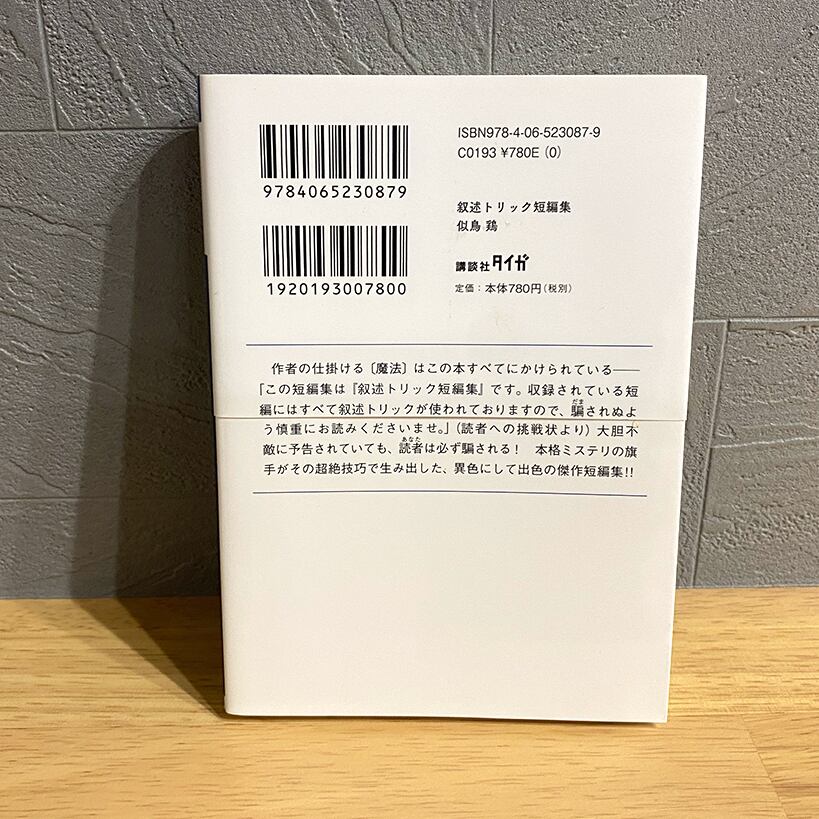 9784065230879
1920193007800
ISBN978-4-06-523087-9
C0193 ¥780E (0)
叙述トリック短編集
似鳥 鶏
講談社タイガ
定価：本体780円(税別)
作者の仕掛ける〔魔法〕はこの本すべてにかけられている――
「この短編集は『叙述トリック短編集』です。収録されている短
編にはすべて叙述トリックが使われておりますので、騙されぬよ
う慎重にお読みくださいませ。」（読者への挑戦状より）大胆不
敵に予告されていても、読者は必ず騙される！　本格ミステリの旗
手がその超絶技巧で生み出した、異色にして出色の傑作短編集!!
だま
あなた